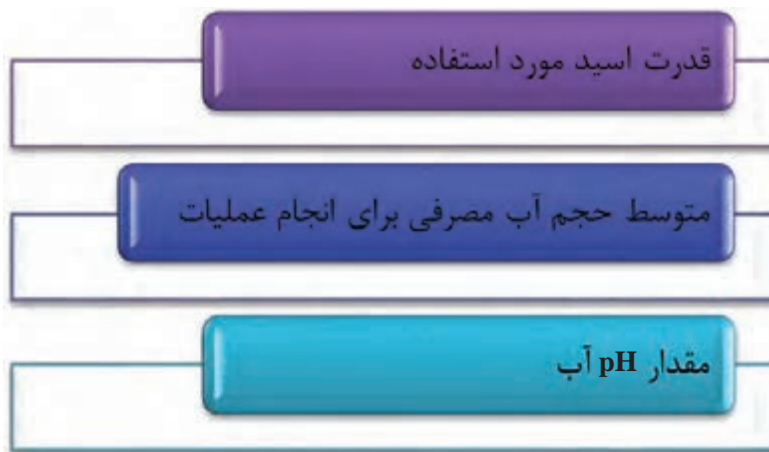 قدرت اسید مورد استفاده
متوسط حجم آب مصرفی برای انجام عملیات
مقدار pH آب